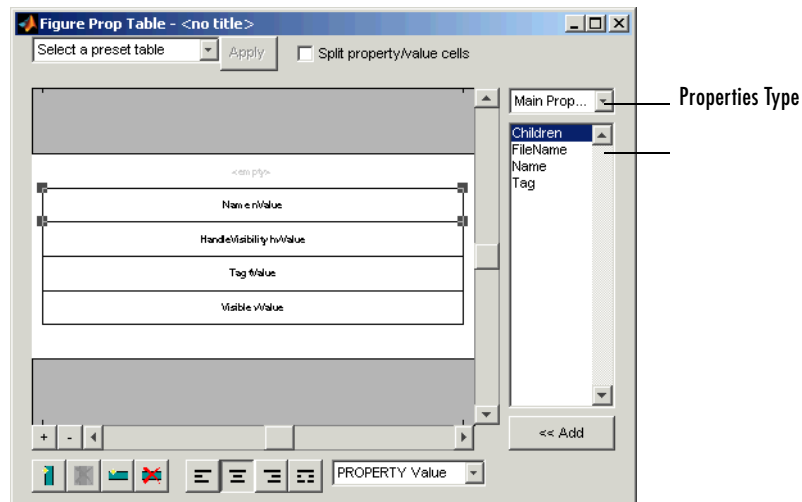 Figure Prop Table - <no title>
Select a preset table
Apply
Split property/value cells
Main Prop...
Properties Type
Children
FileName
Name
Tag
<empty>
Name nValue
HandleVisibility hvValue
Tag tValue
Visible vValue
+ -
<< Add
PROPERTY Value